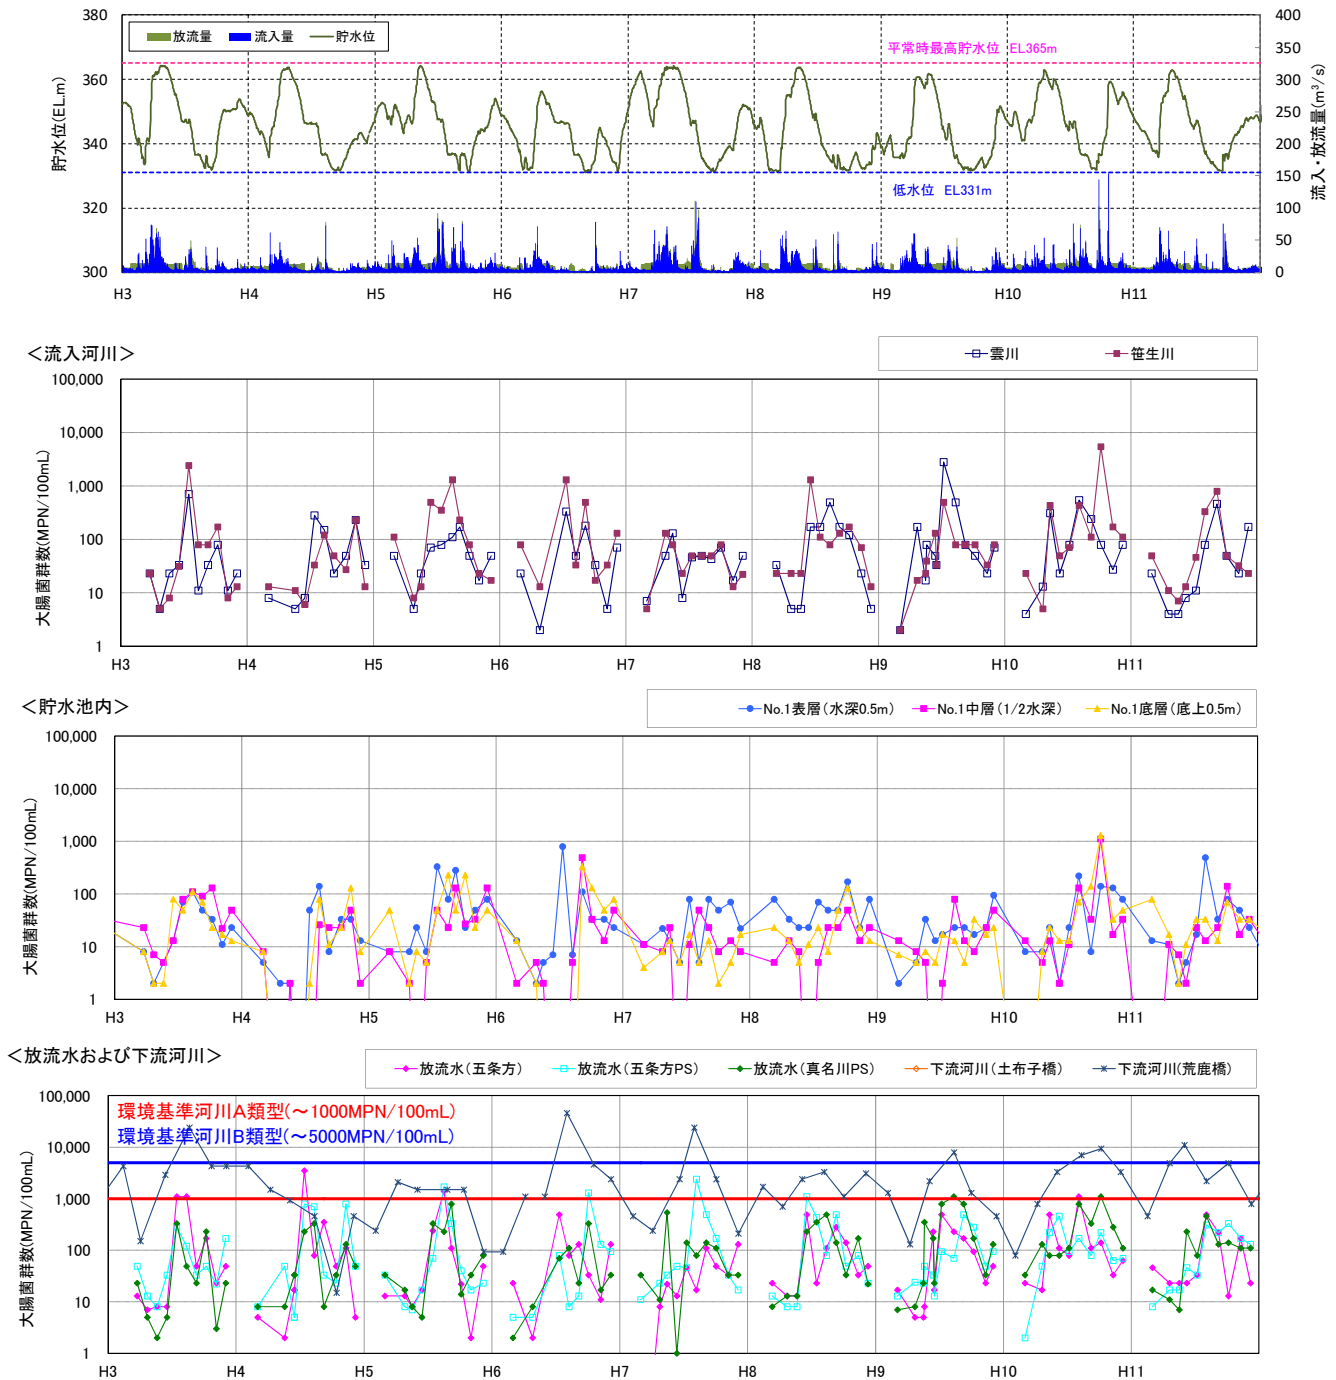 380
360
340
320
300
貯水位(EL.m)
放流量 流入量 貯水位
平常時最高貯水位 EL365m
低水位 EL331m
400
350
300
250
200
150
100
50
0
流入・放流量(m³/s)
H3 H4 H5 H6 H7 H8 H9 H10 H11
＜流入河川＞
雲川 笹生川
100,000
10,000
1,000
100
10
1
大腸菌群数(MPN/100mL)
H3 H4 H5 H6 H7 H8 H9 H10 H11
＜貯水池内＞
No.1表層（水深0.5m） No.1中層（1/2水深） No.1底層（底上0.5m）
100,000
10,000
1,000
100
10
1
大腸菌群数(MPN/100mL)
H3 H4 H5 H6 H7 H8 H9 H10 H11
＜放流水および下流河川＞
放流水（五条方） 放流水（五条方PS） 放流水（真名川PS） 下流河川（土布子橋） 下流河川（荒鹿橋）
環境基準河川A類型(～1000MPN/100mL)
環境基準河川B類型(～5000MPN/100mL)
100,000
10,000
1,000
100
10
1
大腸菌群数(MPN/100mL)
H3 H4 H5 H6 H7 H8 H9 H10 H11